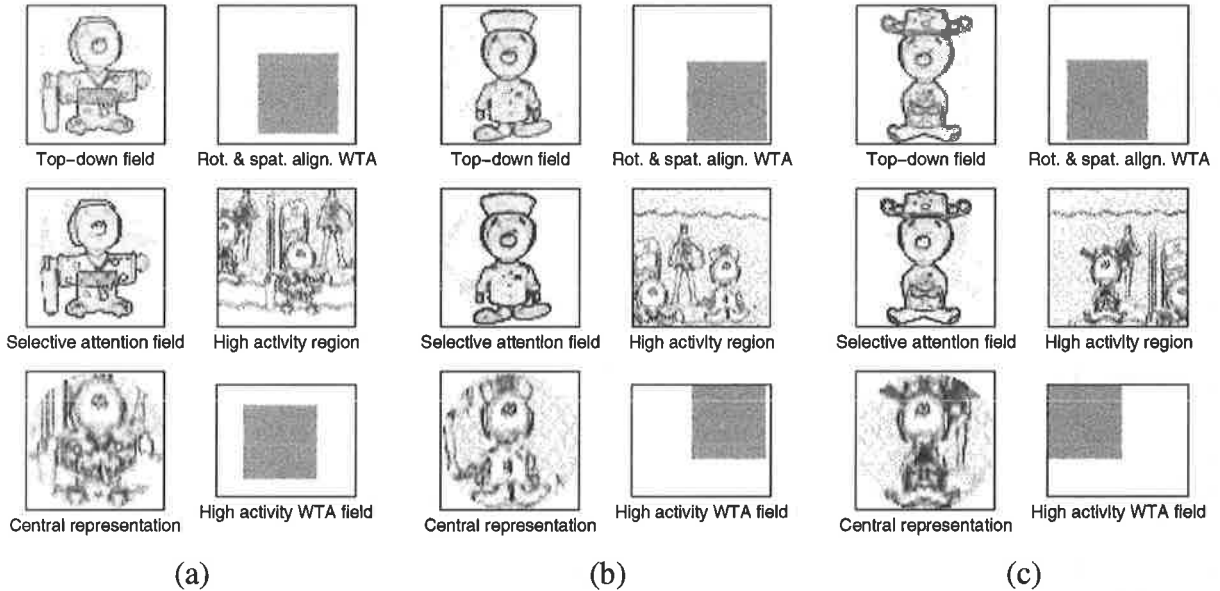 Top-down field
Rot. & spat. align. WTA
Top-down field
Rot. & spat. align. WTA
Top-down field
Rot. & spat. align. WTA
Selective attention field
High activity region
Selective attention field
High activity region
Selective attention field
High activity region
Central representation
High activity WTA field
Central representation
High activity WTA field
Central representation
High activity WTA field
(a)
(b)
(c)